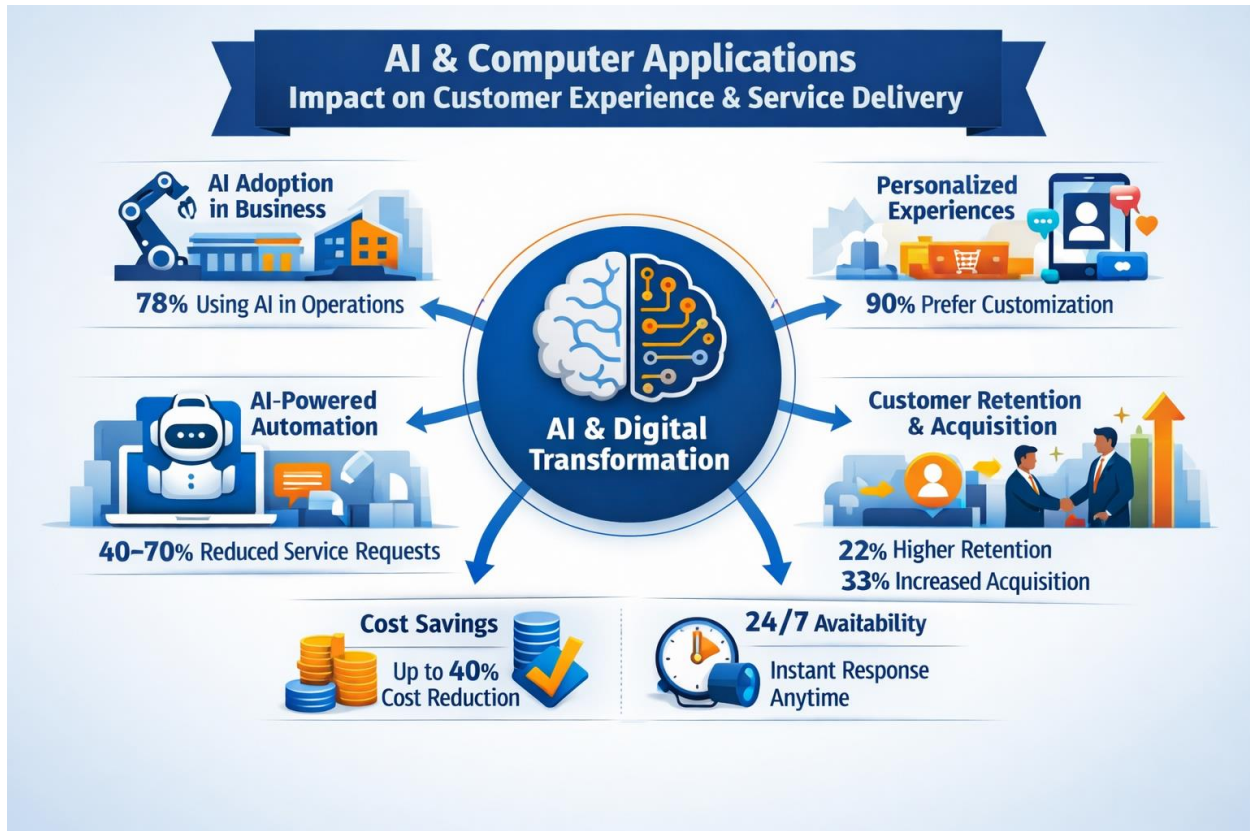 AI & Computer Applications
Impact on Customer Experience & Service Delivery
AI Adoption
in Business
78% Using AI in Operations
Personalized
Experiences
90% Prefer Customization
AI-Powered
Automation
40–70% Reduced Service Requests
AI & Digital
Transformation
Customer Retention
& Acquisition
22% Higher Retention
33% Increased Acquisition
Cost Savings
Up to 40%
Cost Reduction
24/7 Availability
Instant Response
Anytime